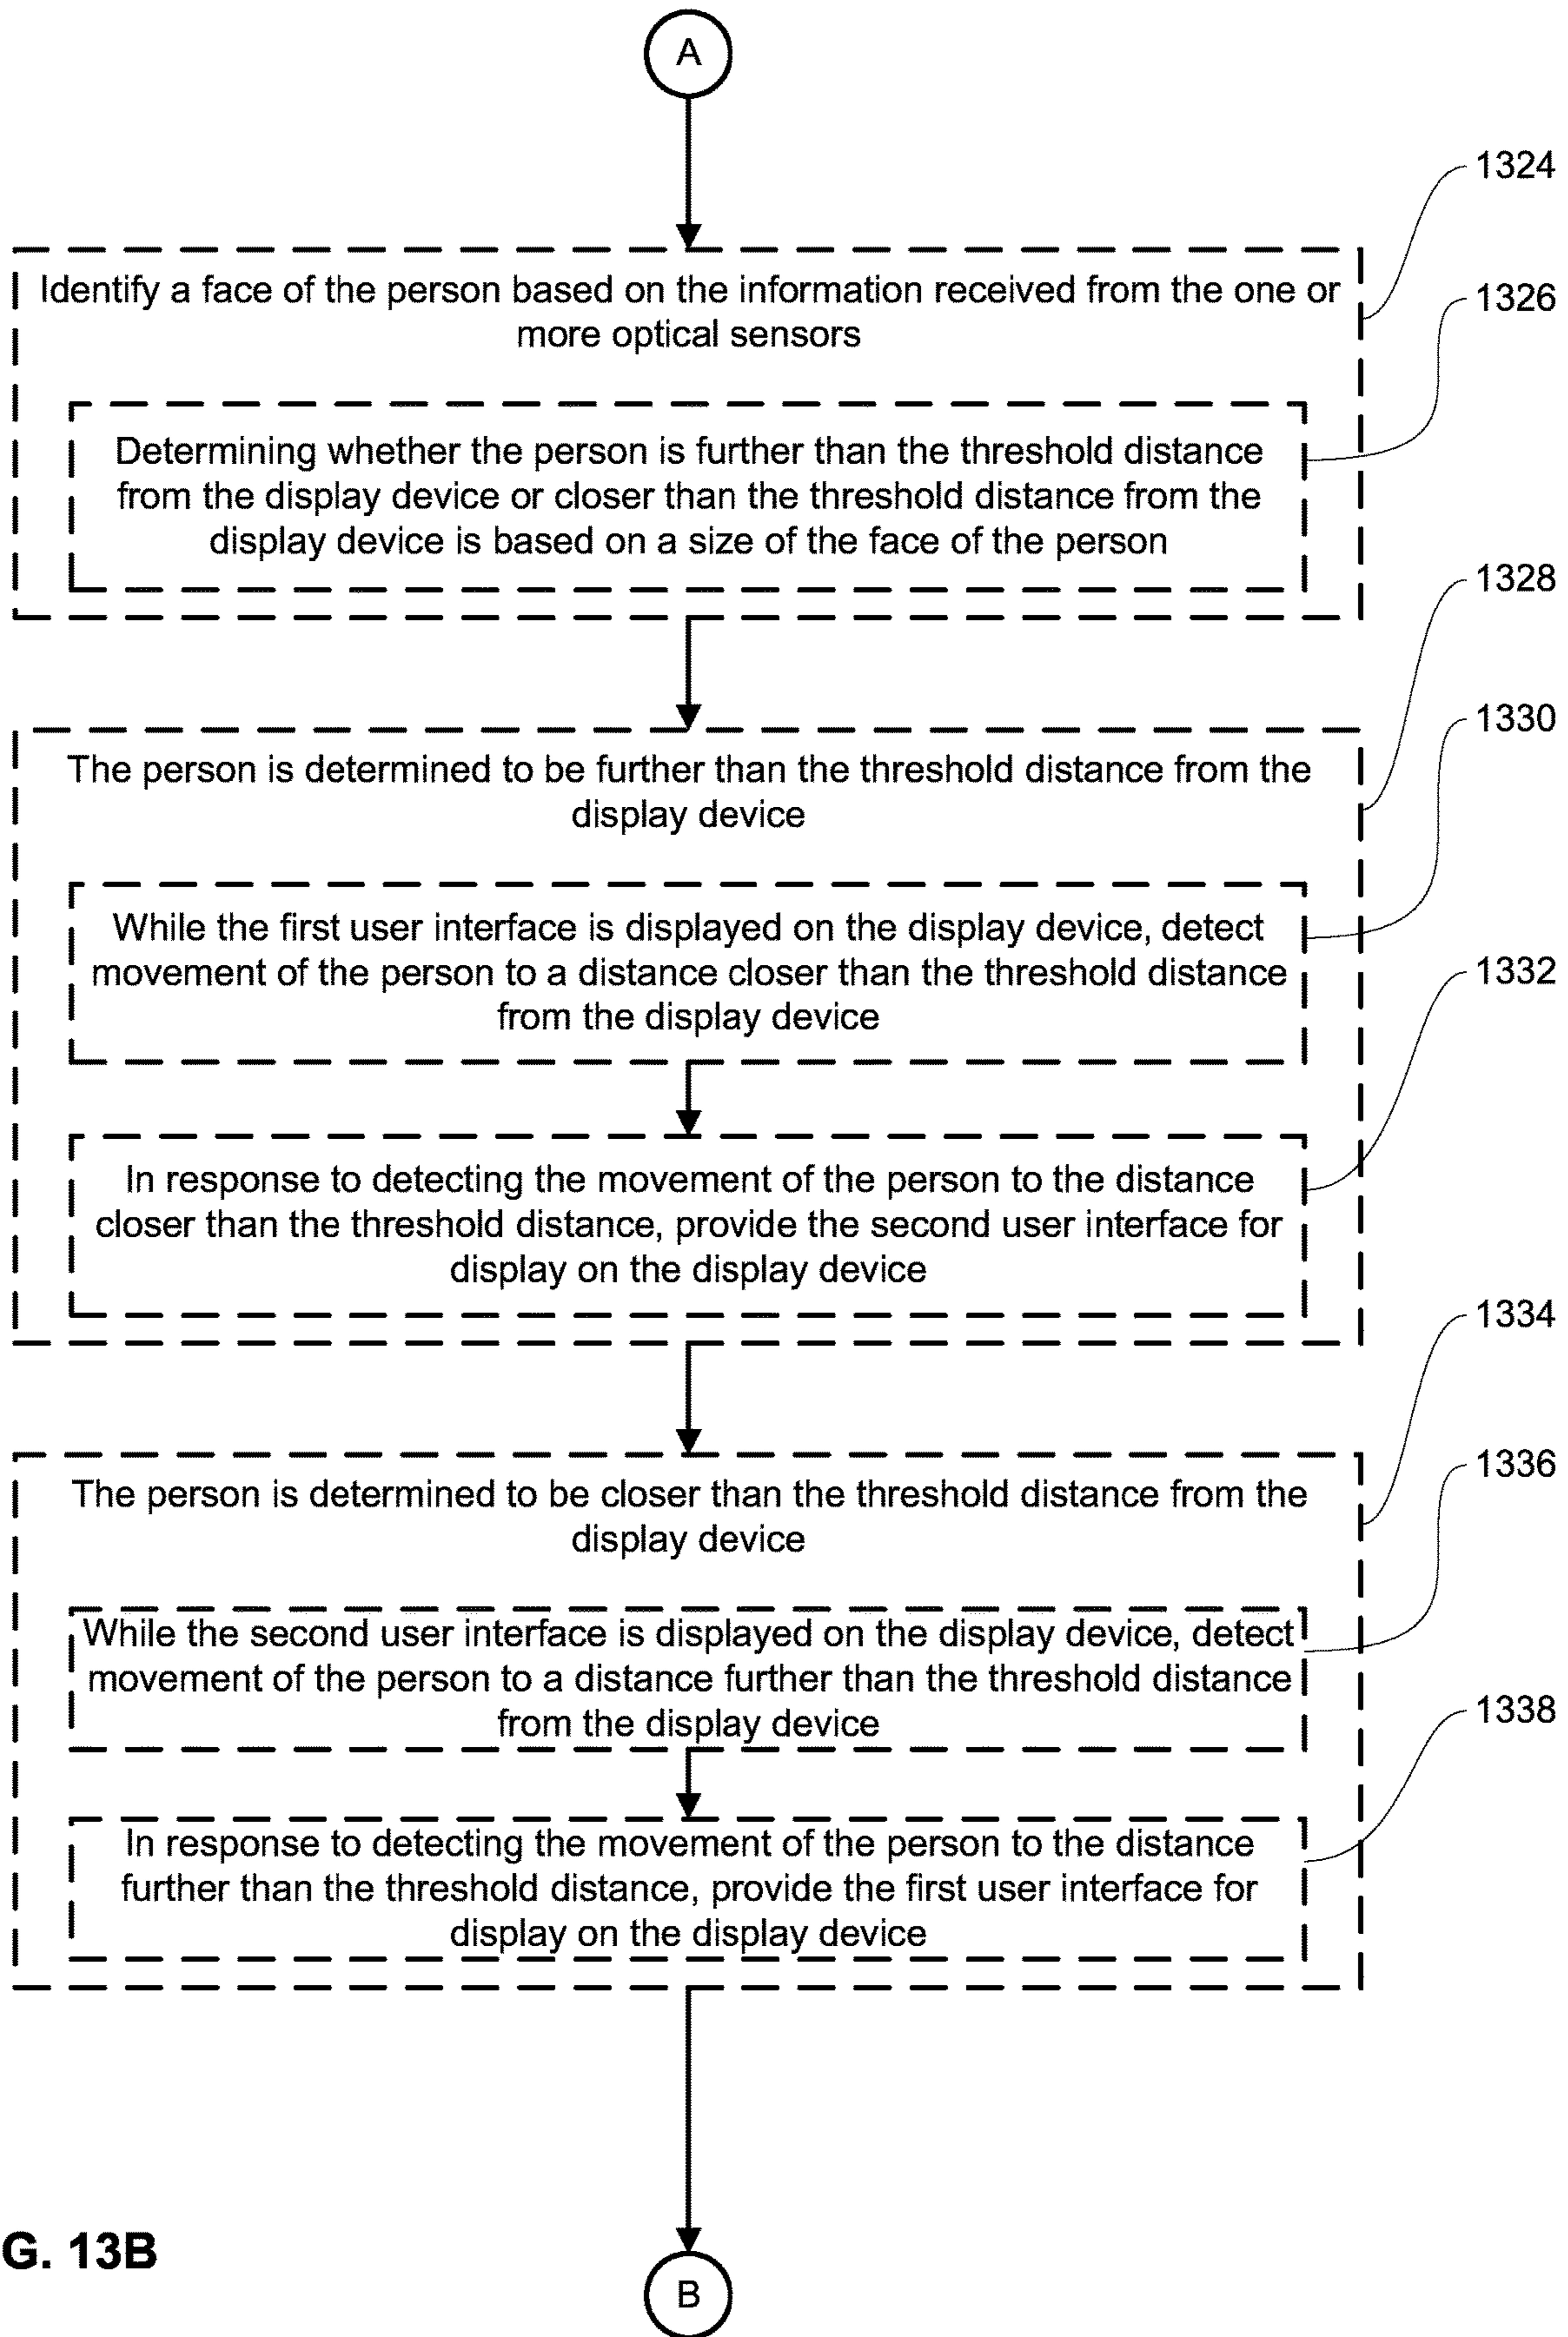 A
1324
Identify a face of the person based on the information received from the one or
more optical sensors
1326
Determining whether the person is further than the threshold distance
from the display device or closer than the threshold distance from the
display device is based on a size of the face of the person
1328
The person is determined to be further than the threshold distance from the
display device
1330
While the first user interface is displayed on the display device, detect
movement of the person to a distance closer than the threshold distance
from the display device
1332
In response to detecting the movement of the person to the distance
closer than the threshold distance, provide the second user interface for
display on the display device
1334
The person is determined to be closer than the threshold distance from the
display device
1336
While the second user interface is displayed on the display device, detect
movement of the person to a distance further than the threshold distance
from the display device
1338
In response to detecting the movement of the person to the distance
further than the threshold distance, provide the first user interface for
display on the display device
G. 13B
B